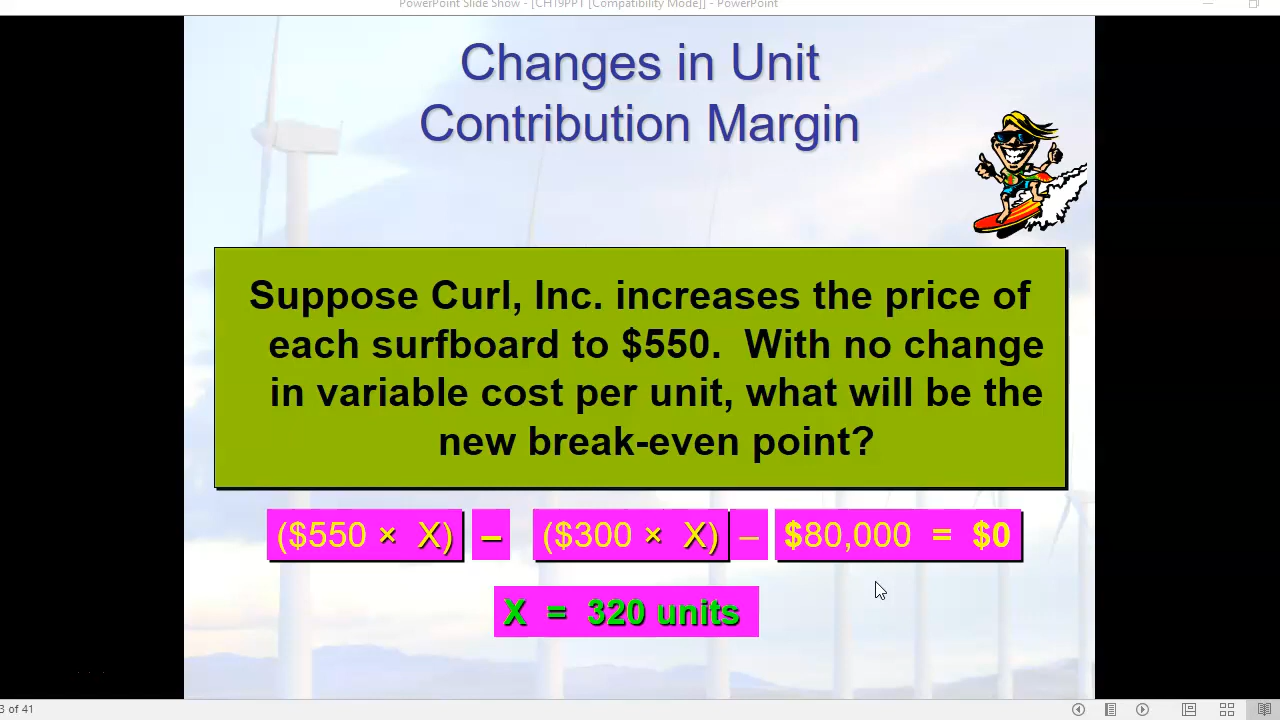 PowerPoint Slide Show - [CH19PPT [Compatibility Mode]] - PowerPoint
Changes in Unit
Contribution Margin
Suppose Curl, Inc. increases the price of
each surfboard to $550. With no change
in variable cost per unit, what will be the
new break-even point?
($550 × X) – ($300 × X) – $80,000 = $0
X = 320 units
3 of 41